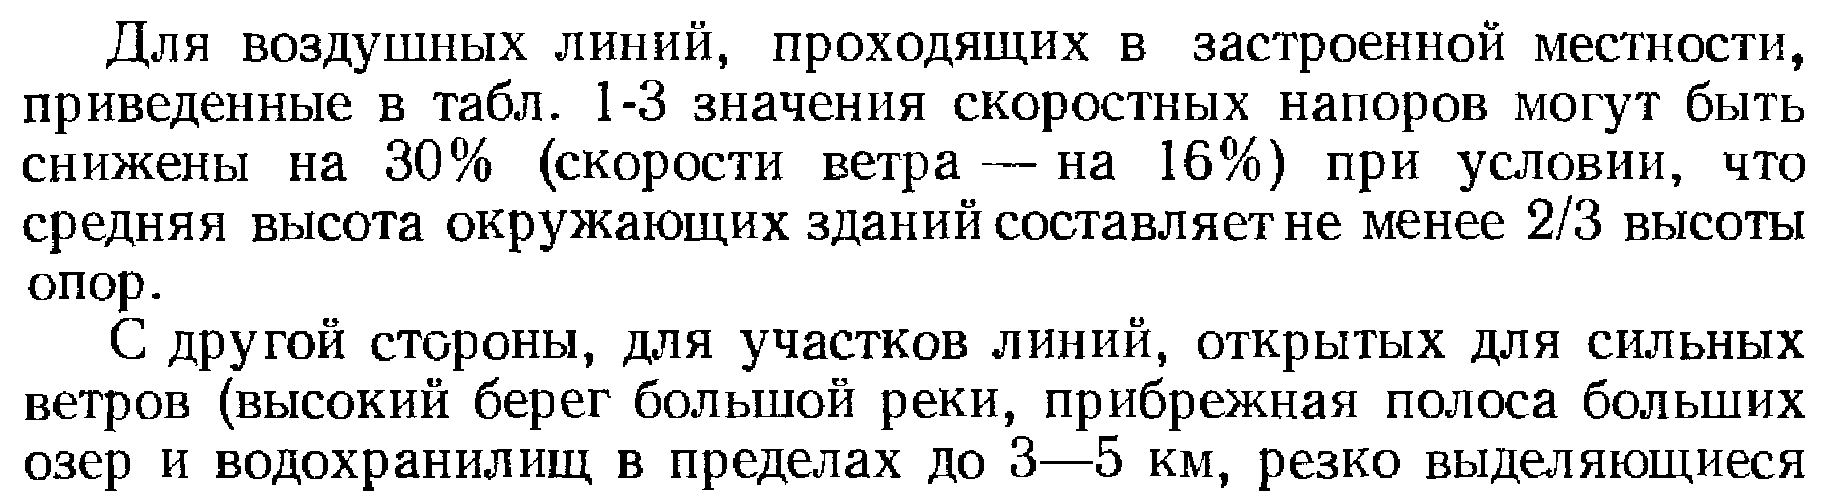 Для воздушных линий, проходящих в застроенной местности,
приведенные в табл. 1-3 значения скоростных напоров могут быть
снижены на 30% (скорости ветра — на 16%) при условии, что
средняя высота окружающих зданий составляет не менее 2/3 высоты
опор.
С другой стороны, для участков линий, открытых для сильных
ветров (высокий берег большой реки, прибрежная полоса больших
озер и водохранилищ в пределах до 3—5 км, резко выделяющиеся